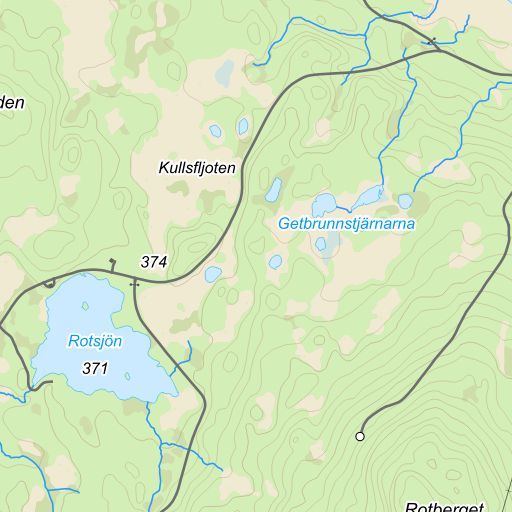 den
Kullsfljoten
Getbrunnstjärnarna
374
Rotsjön
371
Rotberget